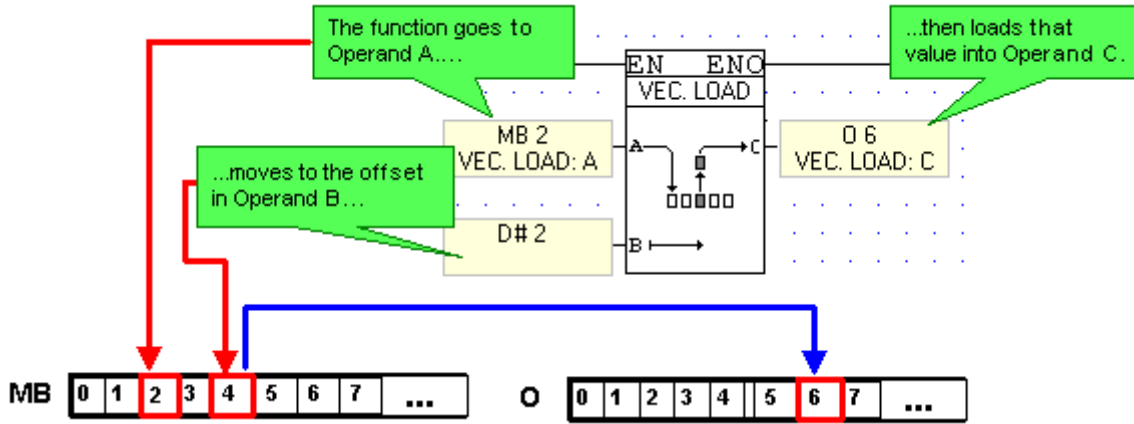 The function goes to
Operand A....
...then loads that
value into Operand C.
EN ENO
VEC. LOAD
MB 2
VEC. LOAD: A
A
C
O 6
VEC. LOAD: C
...moves to the offset
in Operand B...
D# 2
B
MB 0 1 2 3 4 5 6 7 ...
O 0 1 2 3 4 5 6 7 ...